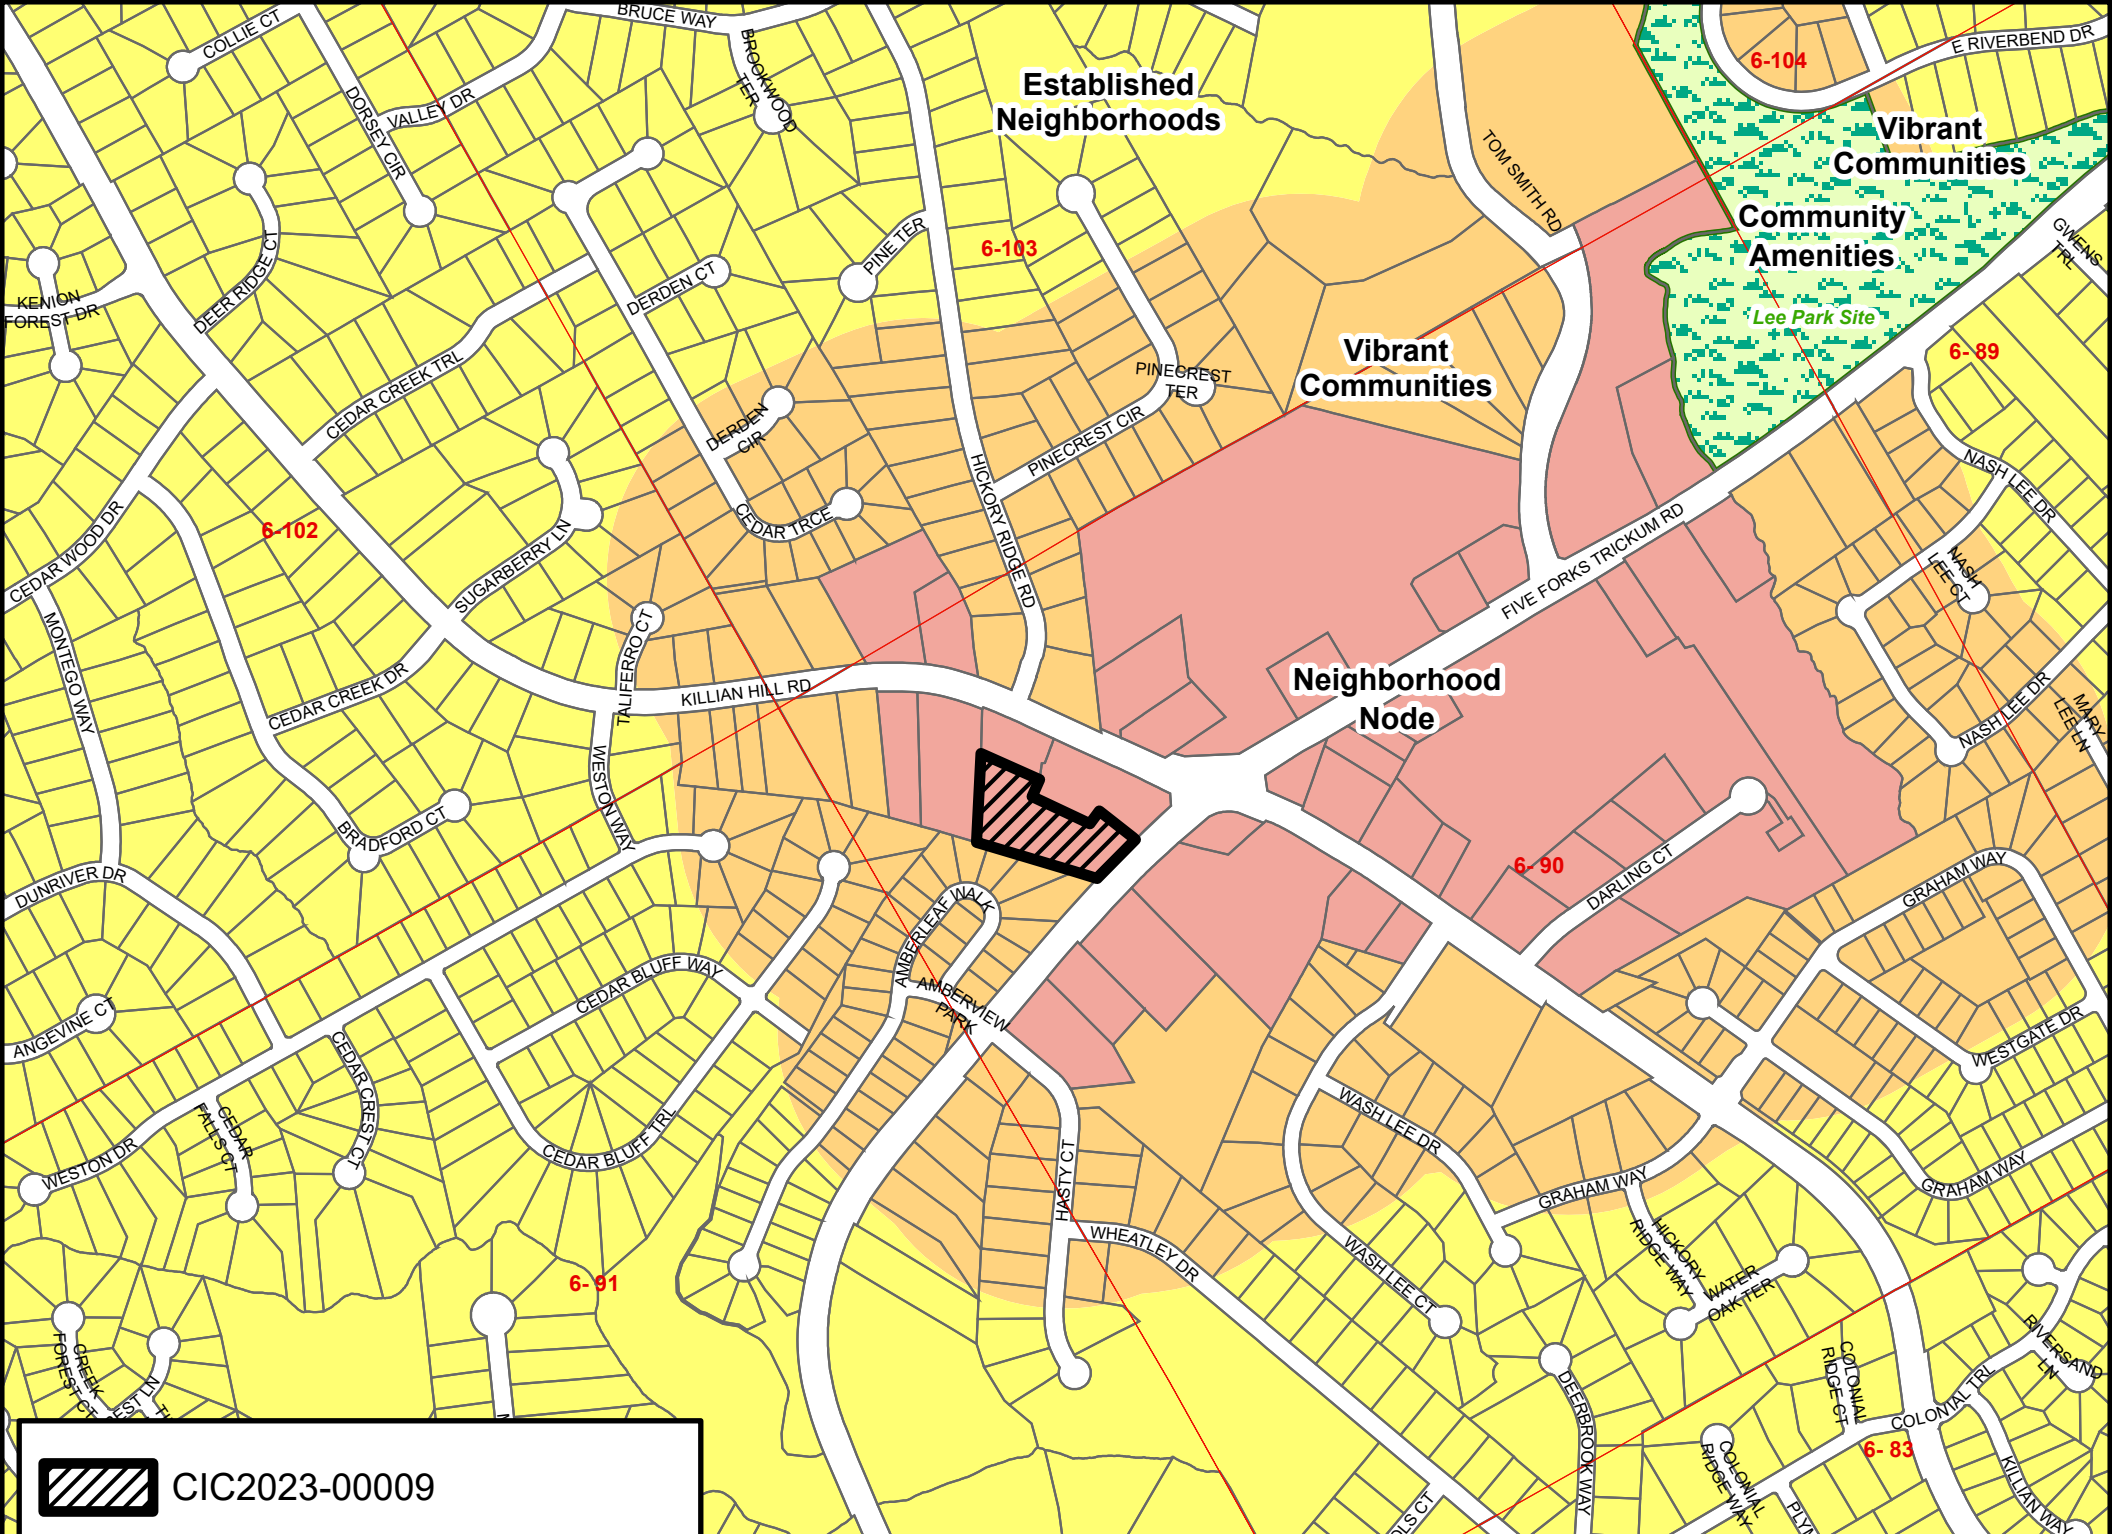 COLLIE CT
BRUCE WAY
BROOKWOOD
TER
DORSEY CIR
VALLEY DR
Established
Neighborhoods
6-104
E RIVERBEND DR
Vibrant
Communities
TOM SMITH RD
Community
Amenities
GWENS
TRL
Lee Park Site
6- 89
KENION
FOREST DR
DEER RIDGE CT
DERDEN CT
PINE TER
6-103
CEDAR CREEK TRL
DERDEN
CIR
PINECREST
TER
PINECREST CIR
Vibrant
Communities
HICKORY RIDGE RD
CEDAR TRCE
CEDAR WOOD DR
6-102
SUGARBERRY LN
FIVE FORKS TRICKUM RD
NASH LEE DR
NASH
LEE CT
MONTEGO WAY
CEDAR CREEK DR
TALIFERRO CT
KILLIAN HILL RD
Neighborhood
Node
NASH LEE DR
MARY
LEE LN
WESTON WAY
BRADFORD CT
DUNRIVER DR
6- 90
DARLING CT
GRAHAM WAY
AMBERLEAF WALK
AMBERVIEW
PARK
CEDAR BLUFF WAY
ANGEVINE CT
CEDAR CREST CT
WESTGATE DR
CEDAR
FALLS CT
WESTON DR
CEDAR BLUFF TRL
WASH LEE DR
HASTY CT
GRAHAM WAY
GRAHAM WAY
WHEATLEY DR
WASH LEE CT
HICKORY
RIDGE WAY
WATER
OAK TER
6- 91
CREEK
FOREST CT
EST LN
DEERBROOK WAY
COLONIAL
RIDGE CT
COLONIAL TRL
RIVERSAND
LN
6- 83
COLONIAL
RIDGE WAY
KILLIAN WAY
PLYM
OLS CT
CIC2023-00009